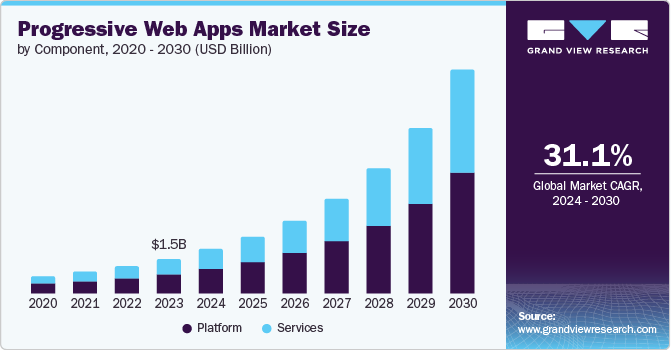 Progressive Web Apps Market Size
by Component, 2020 - 2030 (USD Billion)
$1.5B
2020 2021 2022 2023 2024 2025 2026 2027 2028 2029 2030
Platform Services
GRAND VIEW RESEARCH
31.1%
Global Market CAGR,
2024 - 2030
Source:
www.grandviewresearch.com